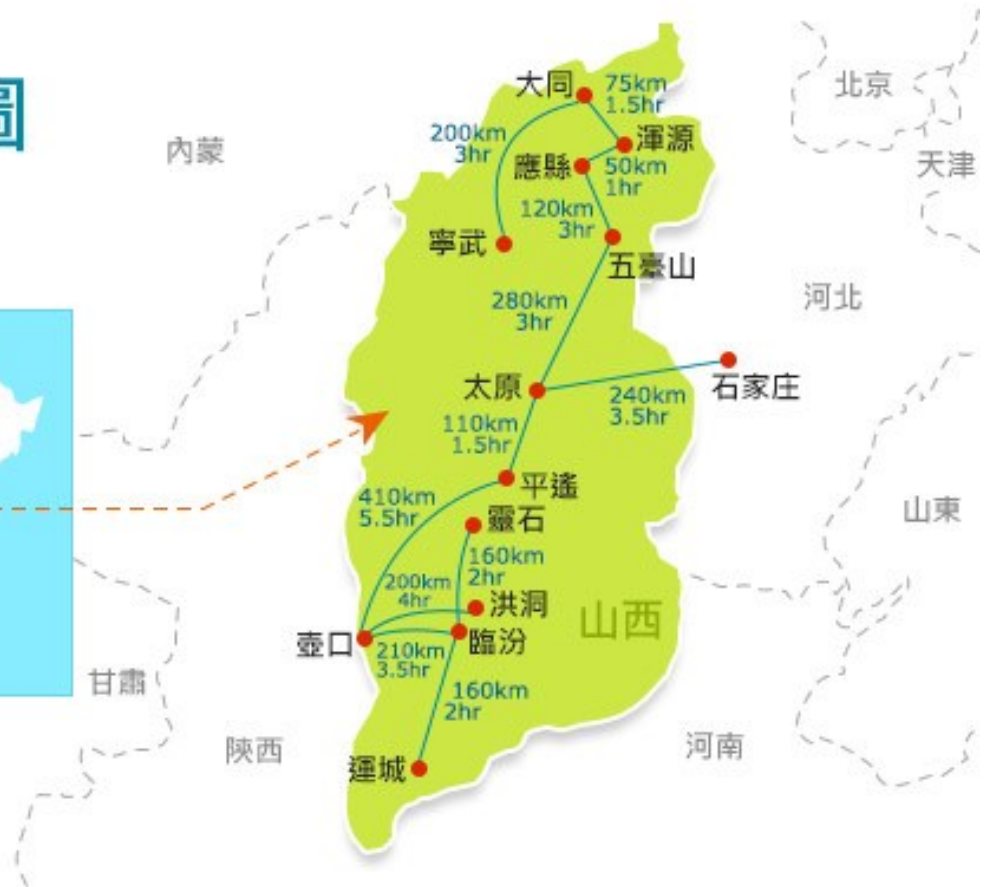 圖
大同
75km
1.5hr
北京
內蒙
200km
3hr
渾源
應縣
50km
1hr
天津
120km
3hr
寧武
五臺山
280km
3hr
河北
太原
石家庄
240km
3.5hr
110km
1.5hr
平遙
410km
5.5hr
靈石
山東
160km
2hr
200km
4hr
洪洞
山西
壺口
臨汾
210km
3.5hr
甘肅
160km
2hr
陝西
河南
運城